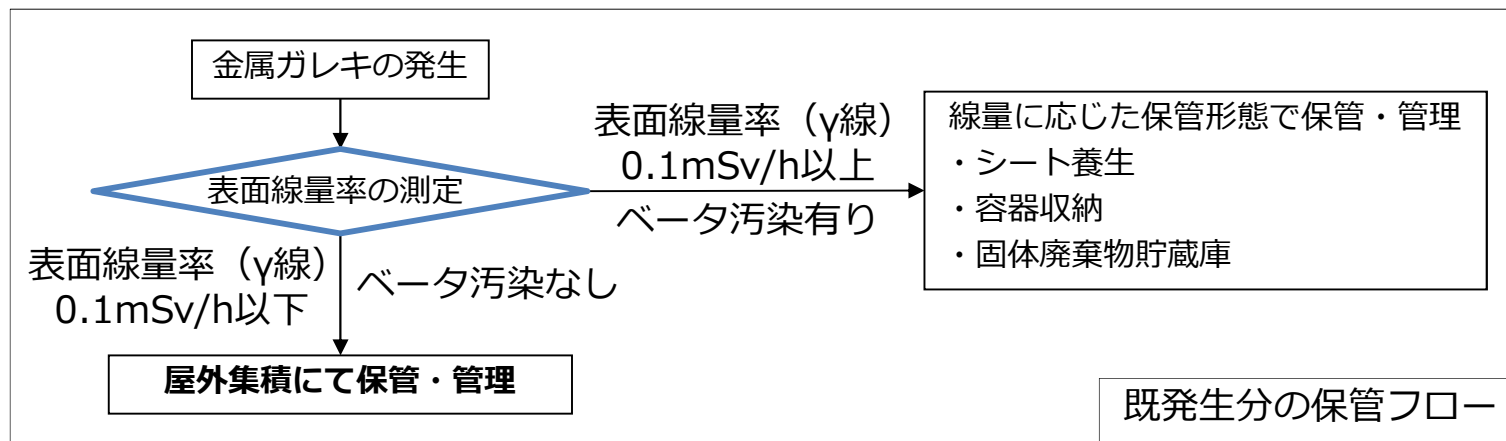 金属ガレキの発生
表面線量率の測定
表面線量率（γ線）
0.1mSv/h以上
ベータ汚染有り
線量に応じた保管形態で保管・管理
・シート養生
・容器収納
・固体廃棄物貯蔵庫
表面線量率（γ線）
0.1mSv/h以下
ベータ汚染なし
屋外集積にて保管・管理
既発生分の保管フロー